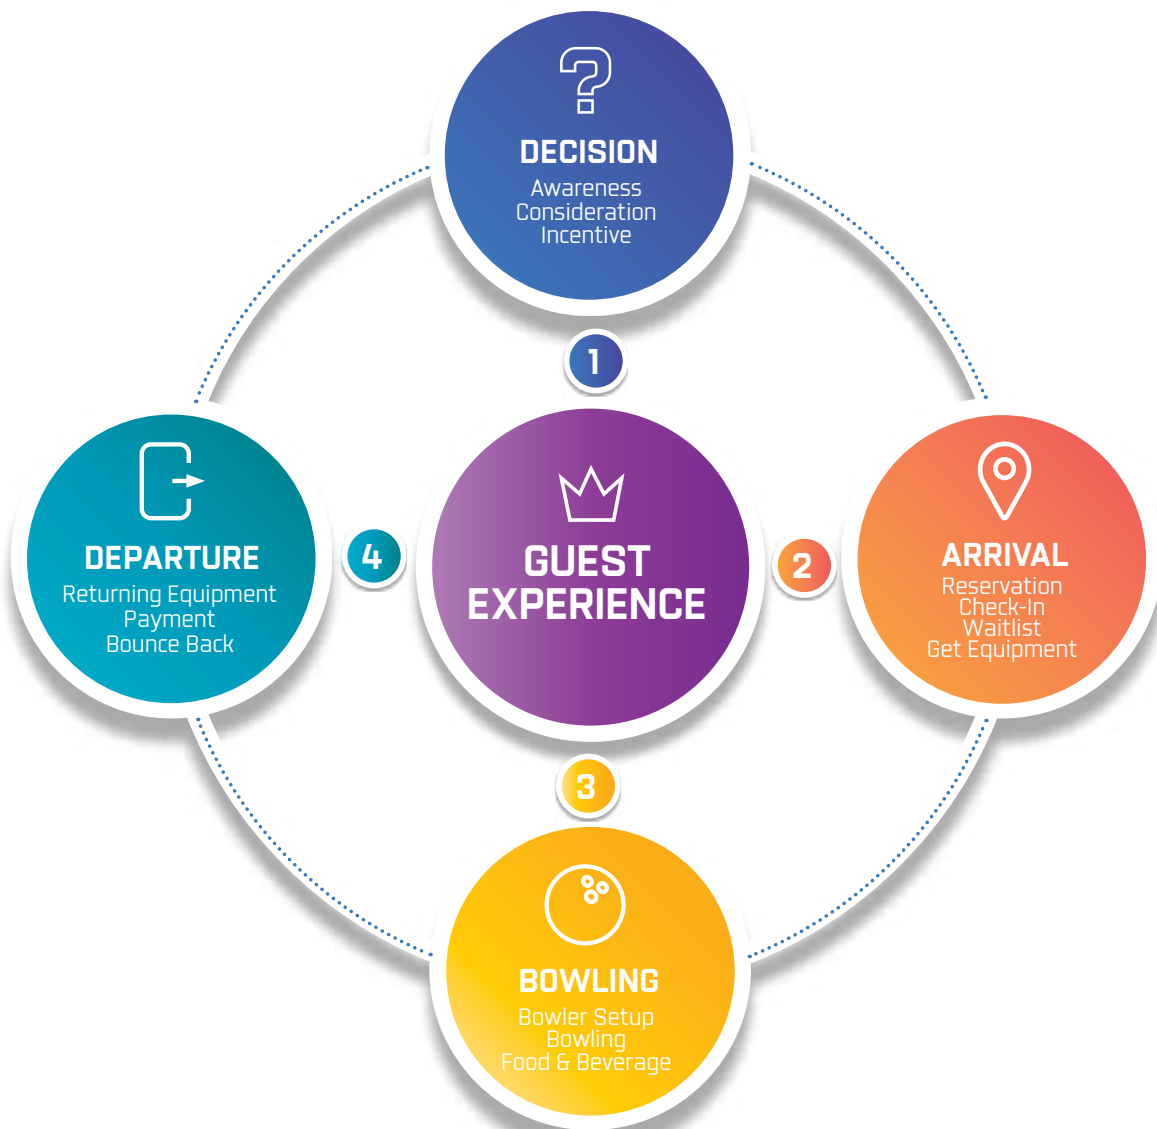 DECISION
Awareness
Consideration
Incentive
1
GUEST
EXPERIENCE
2
ARRIVAL
Reservation
Check-In
Waitlist
Get Equipment
3
BOWLING
Bowler Setup
Bowling
Food & Beverage
4
DEPARTURE
Returning Equipment
Payment
Bounce Back